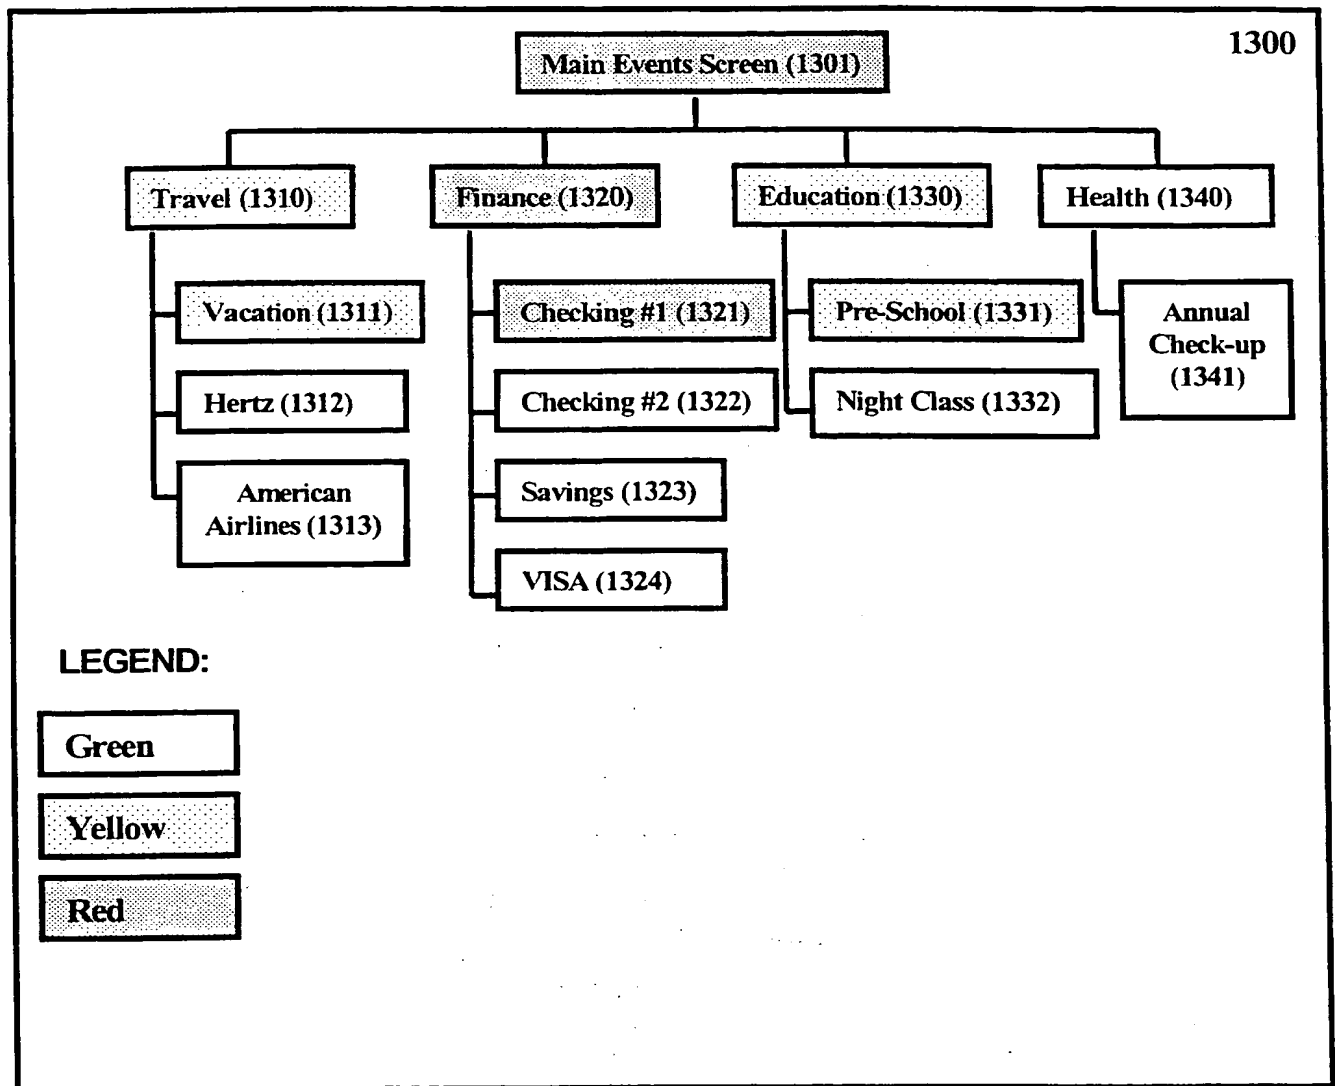 1300
Main Events Screen (1301)
Travel (1310)
Finance (1320)
Education (1330)
Health (1340)
Vacation (1311)
Checking #1 (1321)
Pre-School (1331)
Annual
Check-up
(1341)
Hertz (1312)
Checking #2 (1322)
Night Class (1332)
American
Airlines (1313)
Savings (1323)
VISA (1324)
LEGEND:
Green
Yellow
Red